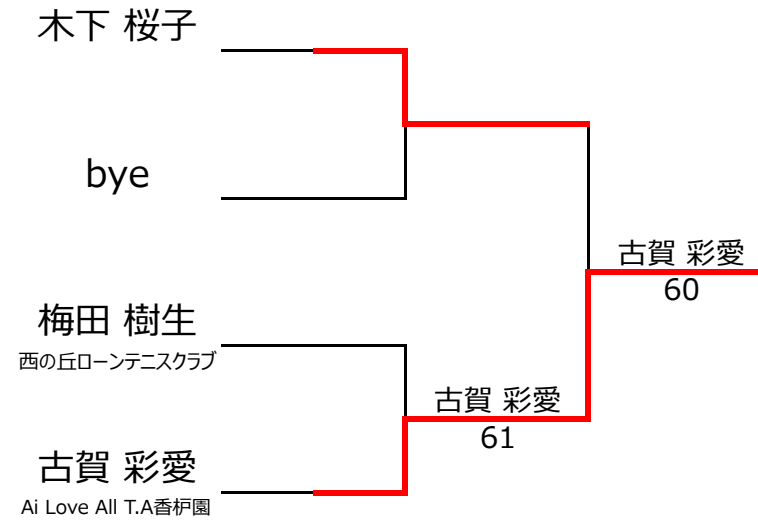 木下 桜子
bye
梅田 樹生
西の丘ローンテニスクラブ
古賀 彩愛
Ai Love All T.A香枦園
古賀 彩愛
61
古賀 彩愛
60